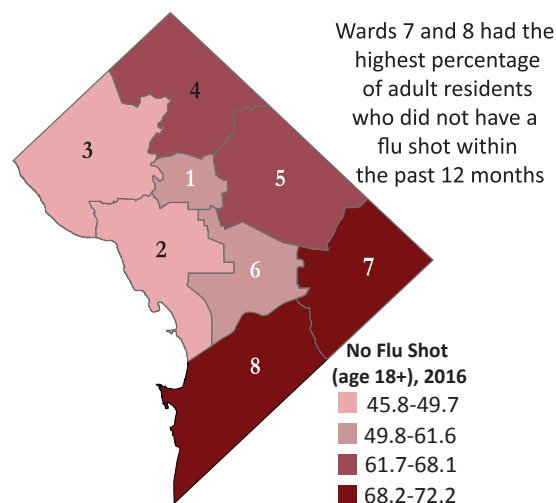 Wards 7 and 8 had the
highest percentage
of adult residents
who did not have a
flu shot within
the past 12 months
4
3
1
5
2
6
7
8
No Flu Shot
(age 18+), 2016
45.8-49.7
49.8-61.6
61.7-68.1
68.2-72.2